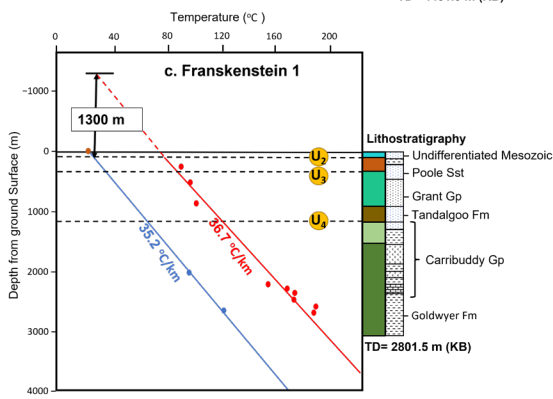 Temperature (°C )
0 40 80 120 160 200
c. Franskenstein 1
−1000
1300 m
0
1000
2000
3000
4000
Depth from ground Surface (m)
35.2 °C/km
36.7 °C/km
U2
U3
U4
Lithostratigraphy
Undifferentiated Mesozoic
Poole Sst
Grant Gp
Tandalgoo Fm
Carribuddy Gp
Goldwyer Fm
TD= 2801.5 m (KB)